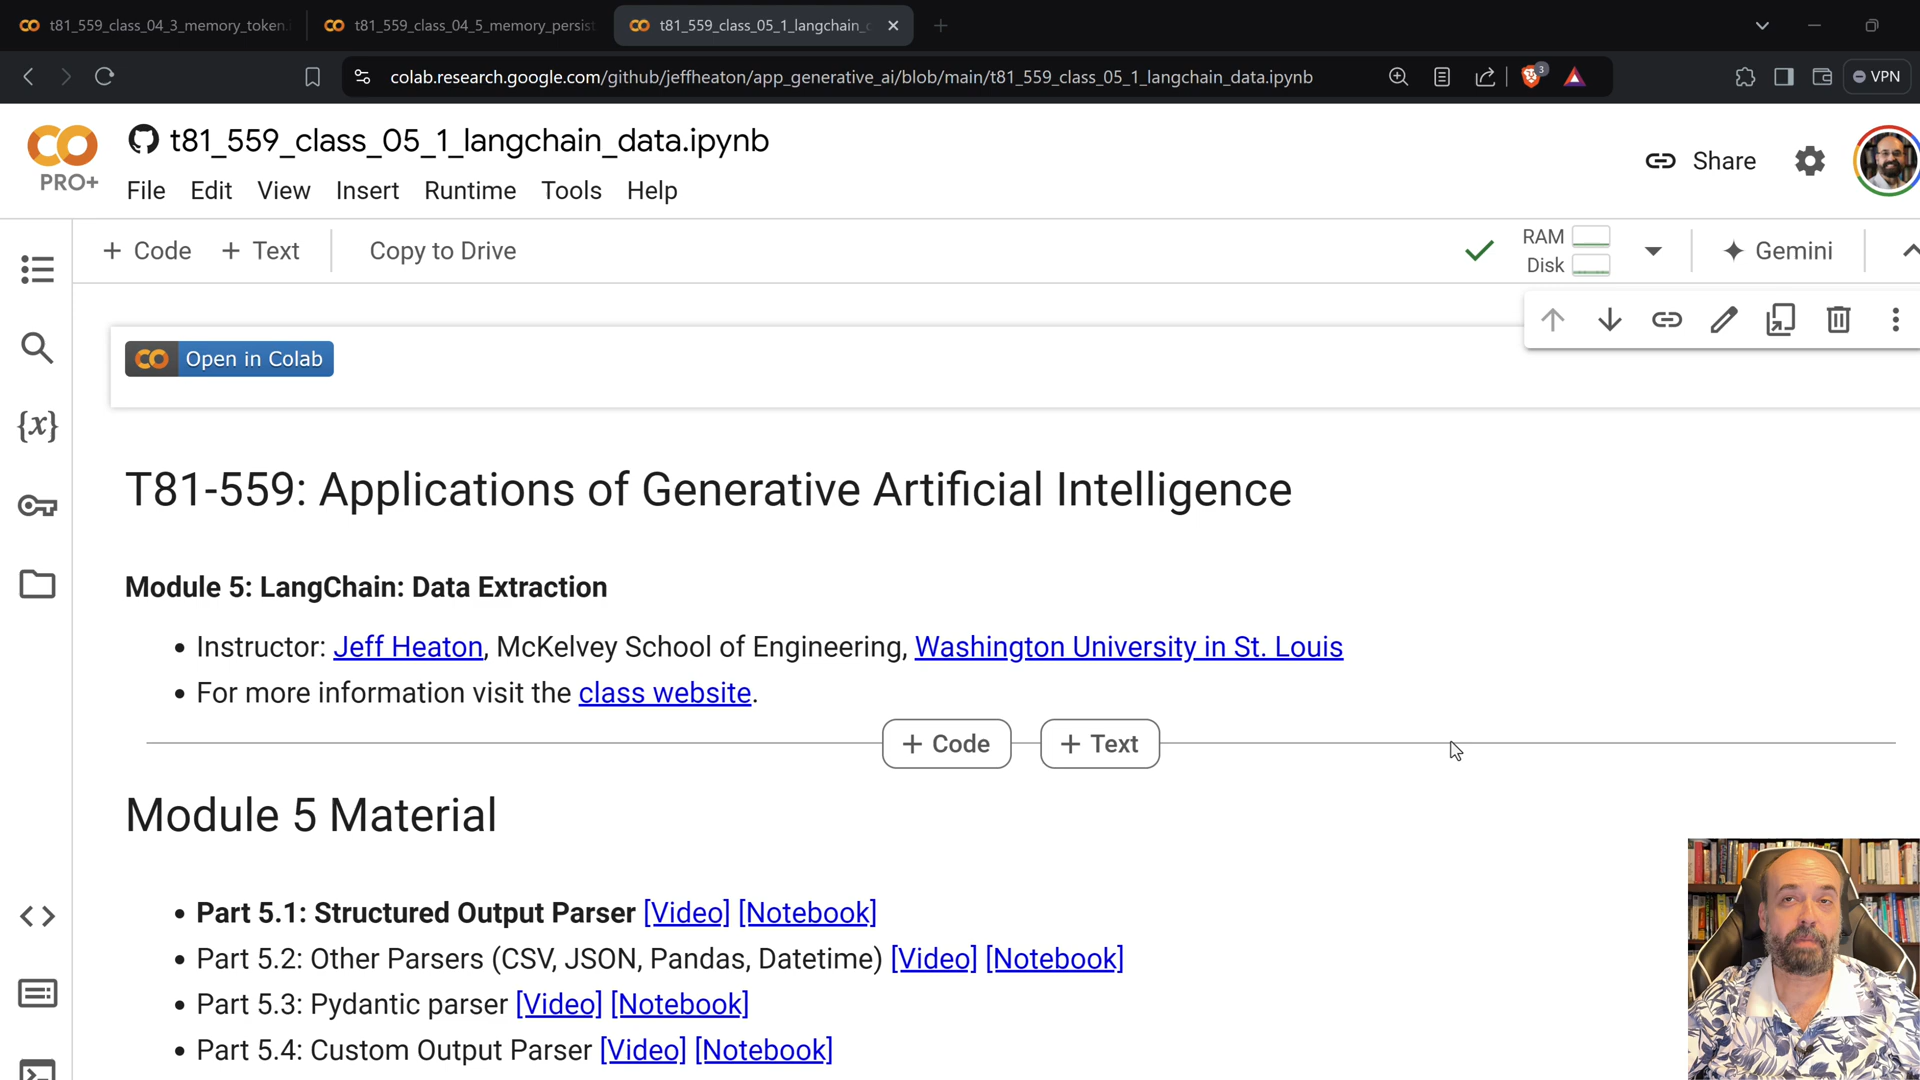 t81_559_class_04_3_memory_token.
t81_559_class_04_5_memory_persist
t81_559_class_05_1_langchain_
colab.research.google.com/github/jeffheaton/app_generative_ai/blob/main/t81_559_class_05_1_langchain_data.ipynb
3
VPN
CO
PRO+
t81_559_class_05_1_langchain_data.ipynb
Share
File Edit View Insert Runtime Tools Help
+ Code + Text Copy to Drive
RAM
Disk
Gemini
Open in Colab
{x}
T81-559: Applications of Generative Artificial Intelligence
Module 5: LangChain: Data Extraction
• Instructor: Jeff Heaton, McKelvey School of Engineering, Washington University in St. Louis
• For more information visit the class website.
+ Code + Text
Module 5 Material
• Part 5.1: Structured Output Parser [Video] [Notebook]
• Part 5.2: Other Parsers (CSV, JSON, Pandas, Datetime) [Video] [Notebook]
• Part 5.3: Pydantic parser [Video] [Notebook]
• Part 5.4: Custom Output Parser [Video] [Notebook]